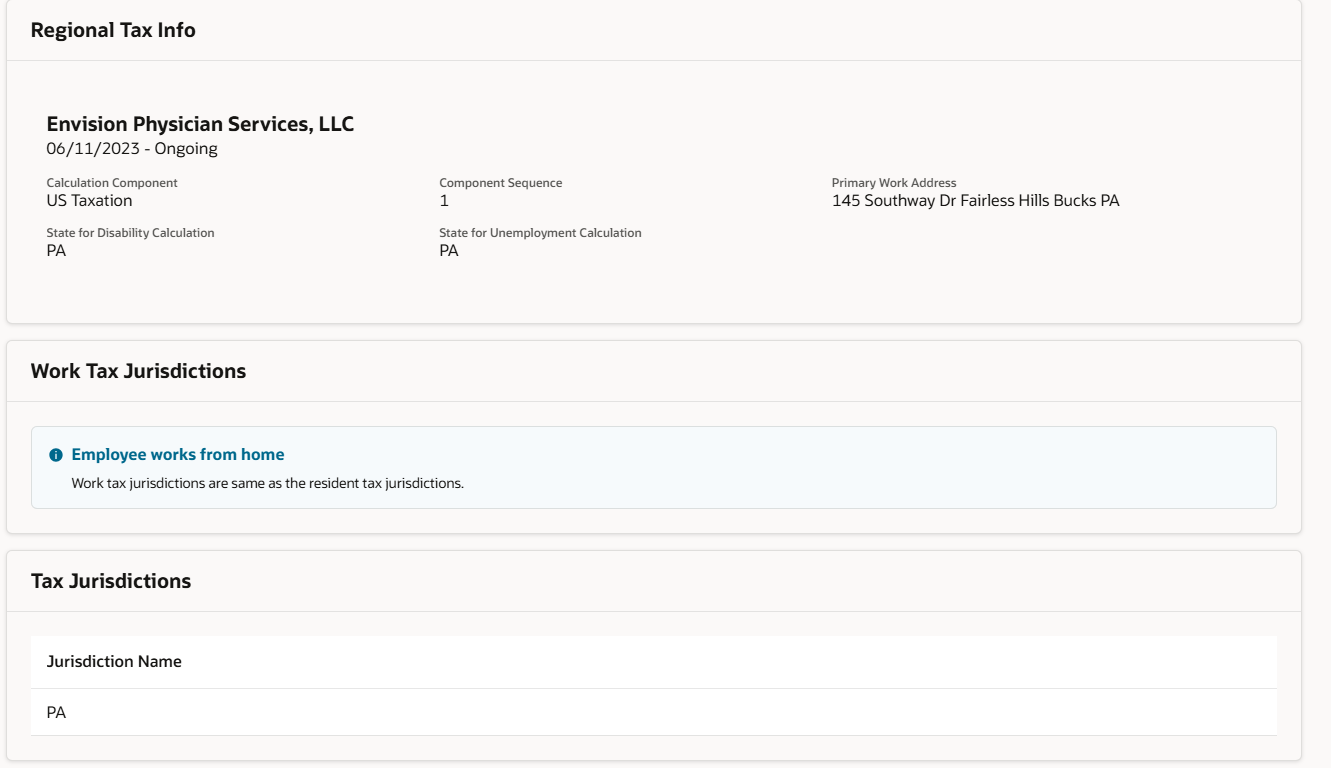 Regional Tax Info
Envision Physician Services, LLC
06/11/2023 - Ongoing
Calculation Component
US Taxation
Component Sequence
1
Primary Work Address
145 Southway Dr Fairless Hills Bucks PA
State for Disability Calculation
PA
State for Unemployment Calculation
PA
Work Tax Jurisdictions
Employee works from home
Work tax jurisdictions are same as the resident tax jurisdictions.
Tax Jurisdictions
Jurisdiction Name
PA